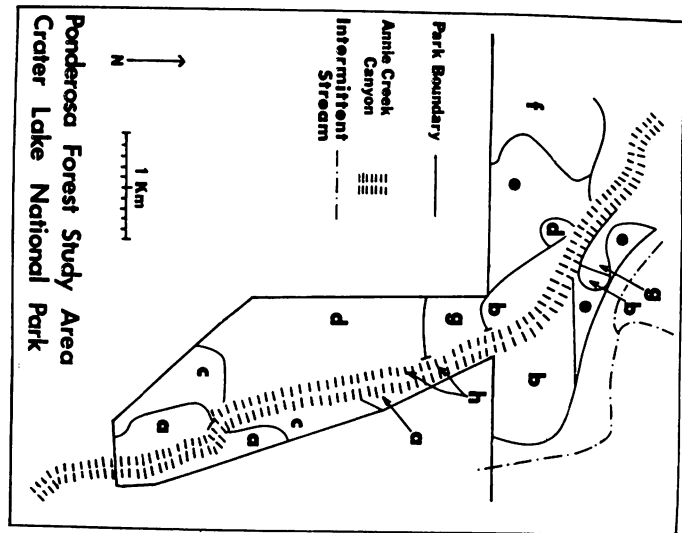 g
b
e
e
d
b
f
e
b
h
g
a
d
c
a
c
a
Park Boundary
Annie Creek
Canyon
Intermittent
Stream
N
1 Km
Ponderosa Forest Study Area
Crater Lake National Park